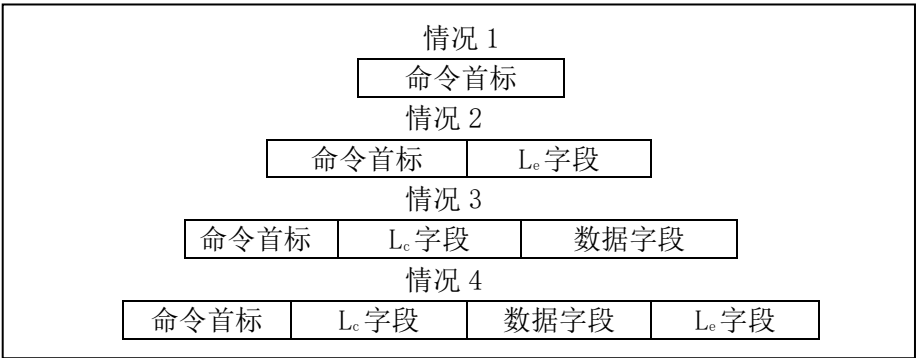 情况 1
命令首标
情况 2
命令首标 Le字段
情况 3
命令首标 Lc字段 数据字段
情况 4
命令首标 Lc字段 数据字段 Le字段